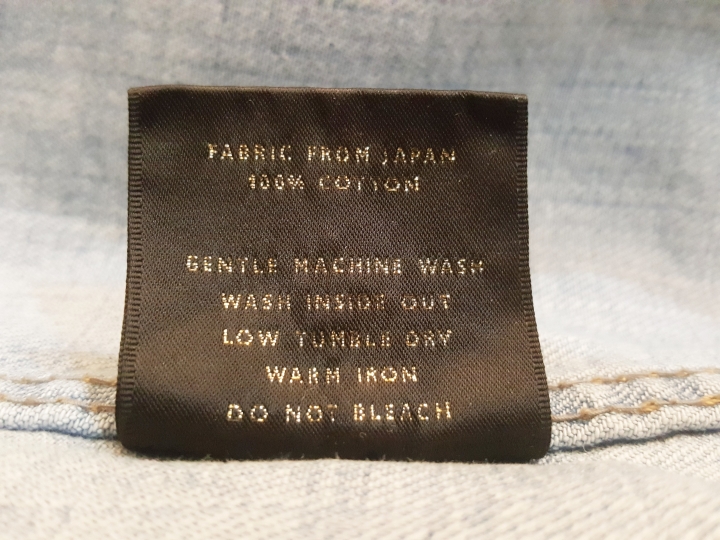 FABRIC FROM JAPAN
100% COTTON
GENTLE MACHINE WASH
WASH INSIDE OUT
LOW TUMBLE DRY
WARM IRON
DO NOT BLEACH